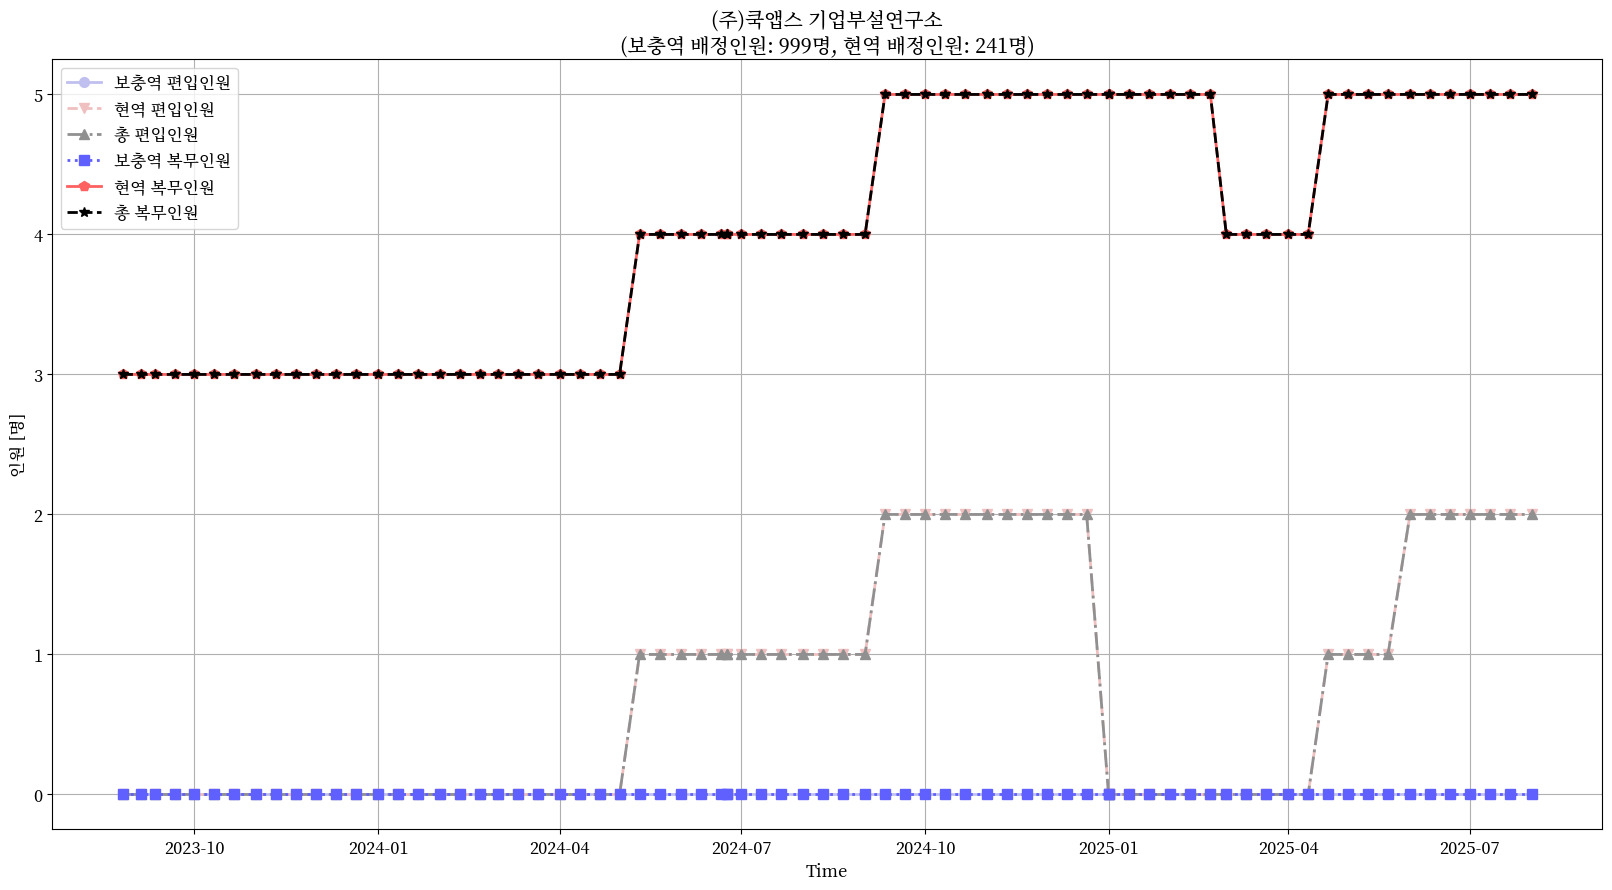 (주)쿡앱스 기업부설연구소
(보충역 배정인원: 999명, 현역 배정인원: 241명)
보충역 편입인원
현역 편입인원
총 편입인원
보충역 복무인원
현역 복무인원
총 복무인원
인원 [명]
5
4
3
2
1
0
2023-10
2024-01
2024-04
2024-07
2024-10
2025-01
2025-04
2025-07
Time